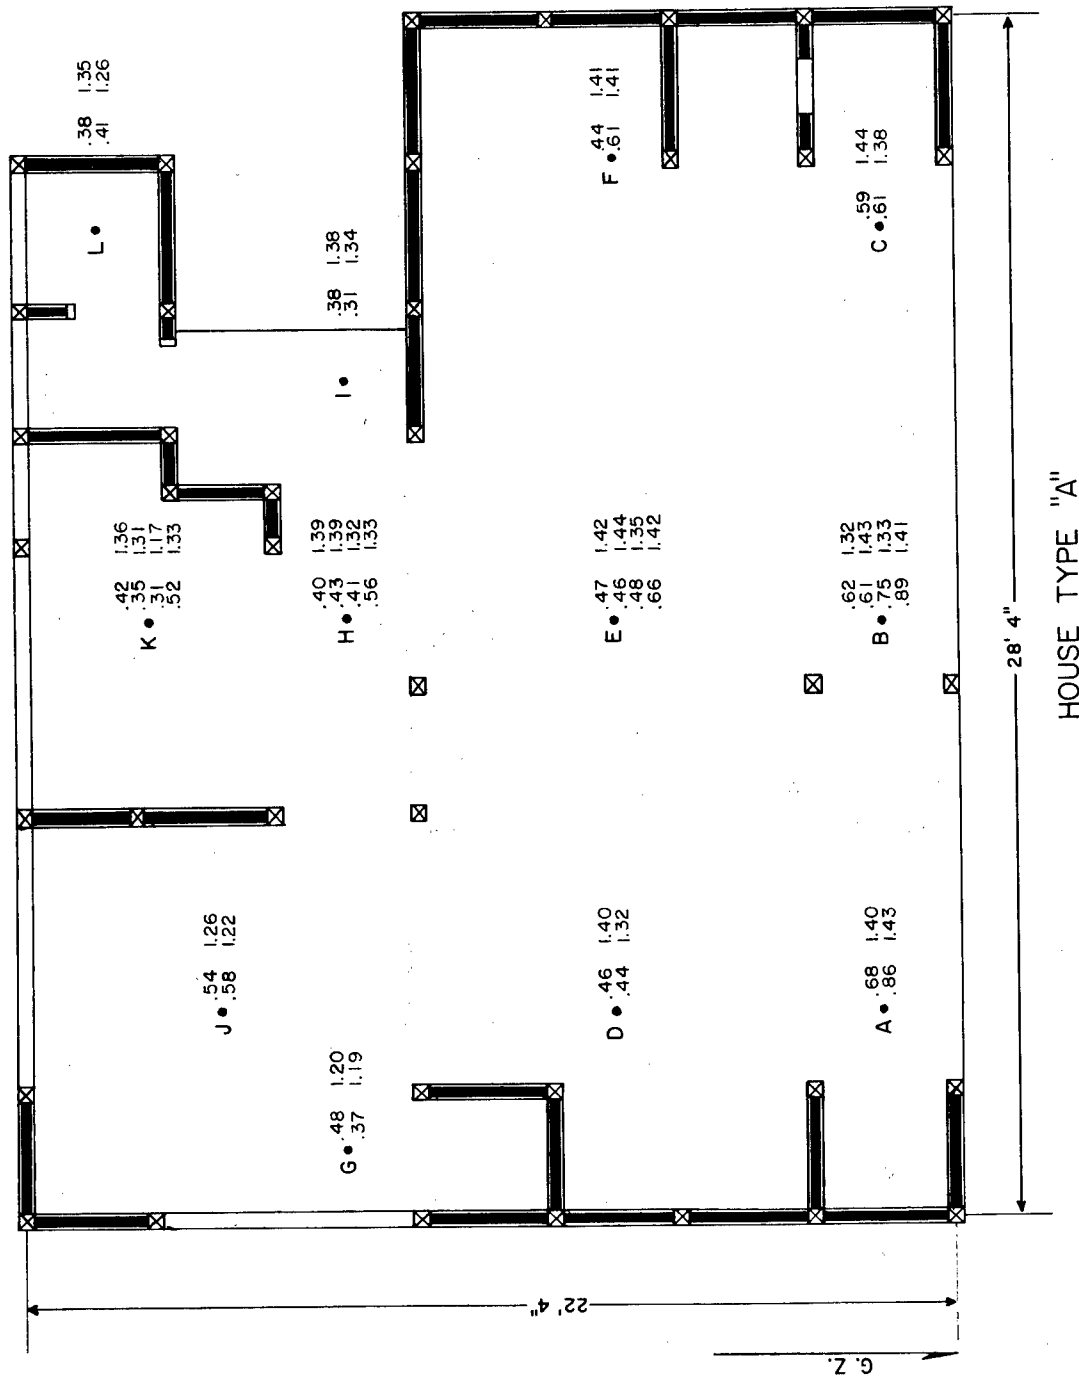 L
.38 1.35
.41 1.26
K
.42 1.36
.35 1.31
.31 1.17
.52 1.33
J
.54 1.26
.58 1.22
I
.38 1.38
.31 1.34
H
.40 1.39
.43 1.39
.41 1.32
.56 1.33
G
.48 1.20
.37 1.19
F
.44 1.41
.61 1.41
E
.47 1.42
.46 1.44
.48 1.35
.66 1.42
D
.46 1.40
.44 1.32
C
.59 1.44
.61 1.38
B
.62 1.32
.61 1.43
.75 1.33
.89 1.41
A
.68 1.40
.86 1.43
28' 4"
22' 4"
G. Z.
HOUSE TYPE "A"